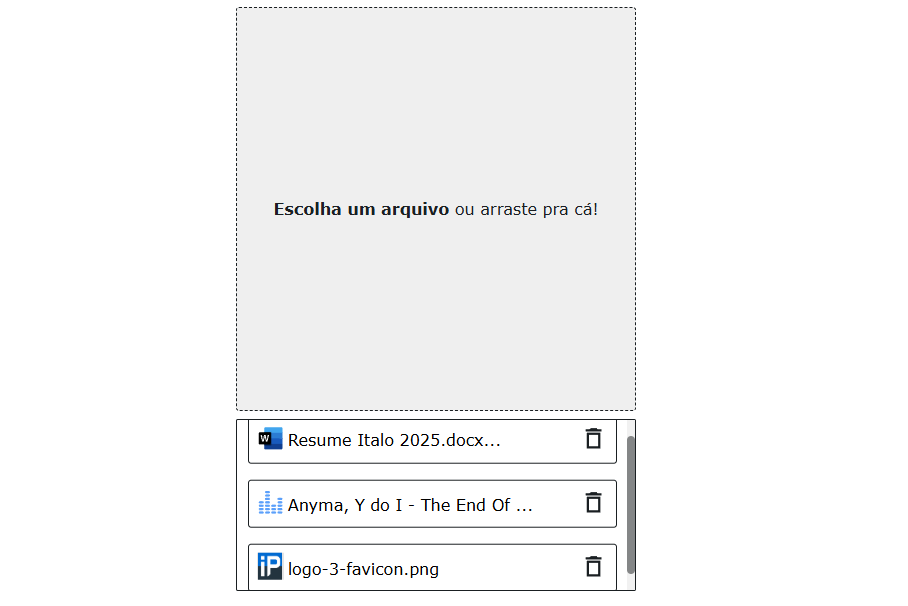 Escolha um arquivo ou arraste pra cá!
W Resume Italo 2025.docx...
Anyma, Y do I - The End Of ...
iP logo-3-favicon.png